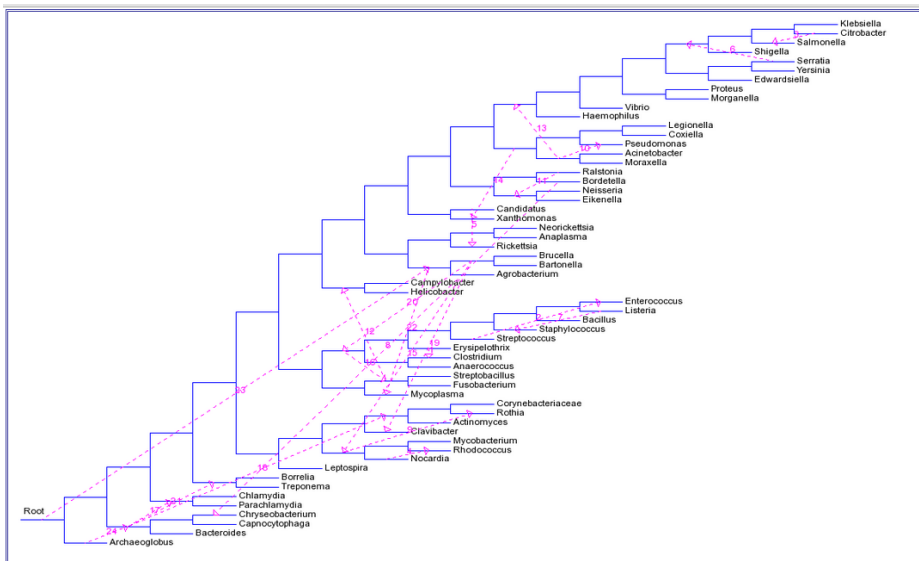 Klebsiella
Citrobacter
Salmonella
Shigella
6
Serratia
Yersinia
Edwardsiella
Proteus
Morganella
Vibrio
Haemophilus
13
Legionella
Coxiella
Pseudomonas
10
Acinetobacter
Moraxella
Ralstonia
14
Bordetella
Neisseria
Eikenella
Candidatus
Xanthomonas
5
Neorickettsia
Anaplasma
Rickettsia
Brucella
Bartonella
Agrobacterium
Campylobacter
Helicobacter
20
Enterococcus
Listeria
Bacillus
Staphylococcus
Streptococcus
12
22
8
19
Erysipelothrix
15
Clostridium
Anaerococcus
Streptobacillus
Fusobacterium
Mycoplasma
23
Corynebacteriaceae
Rothia
Actinomyces
Clavibacter
Mycobacterium
Rhodococcus
Nocardia
Leptospira
Borrelia
Treponema
Chlamydia
Parachlamydia
Root
17
Chryseobacterium
Capnocytophaga
24
Bacteroides
Archaeoglobus